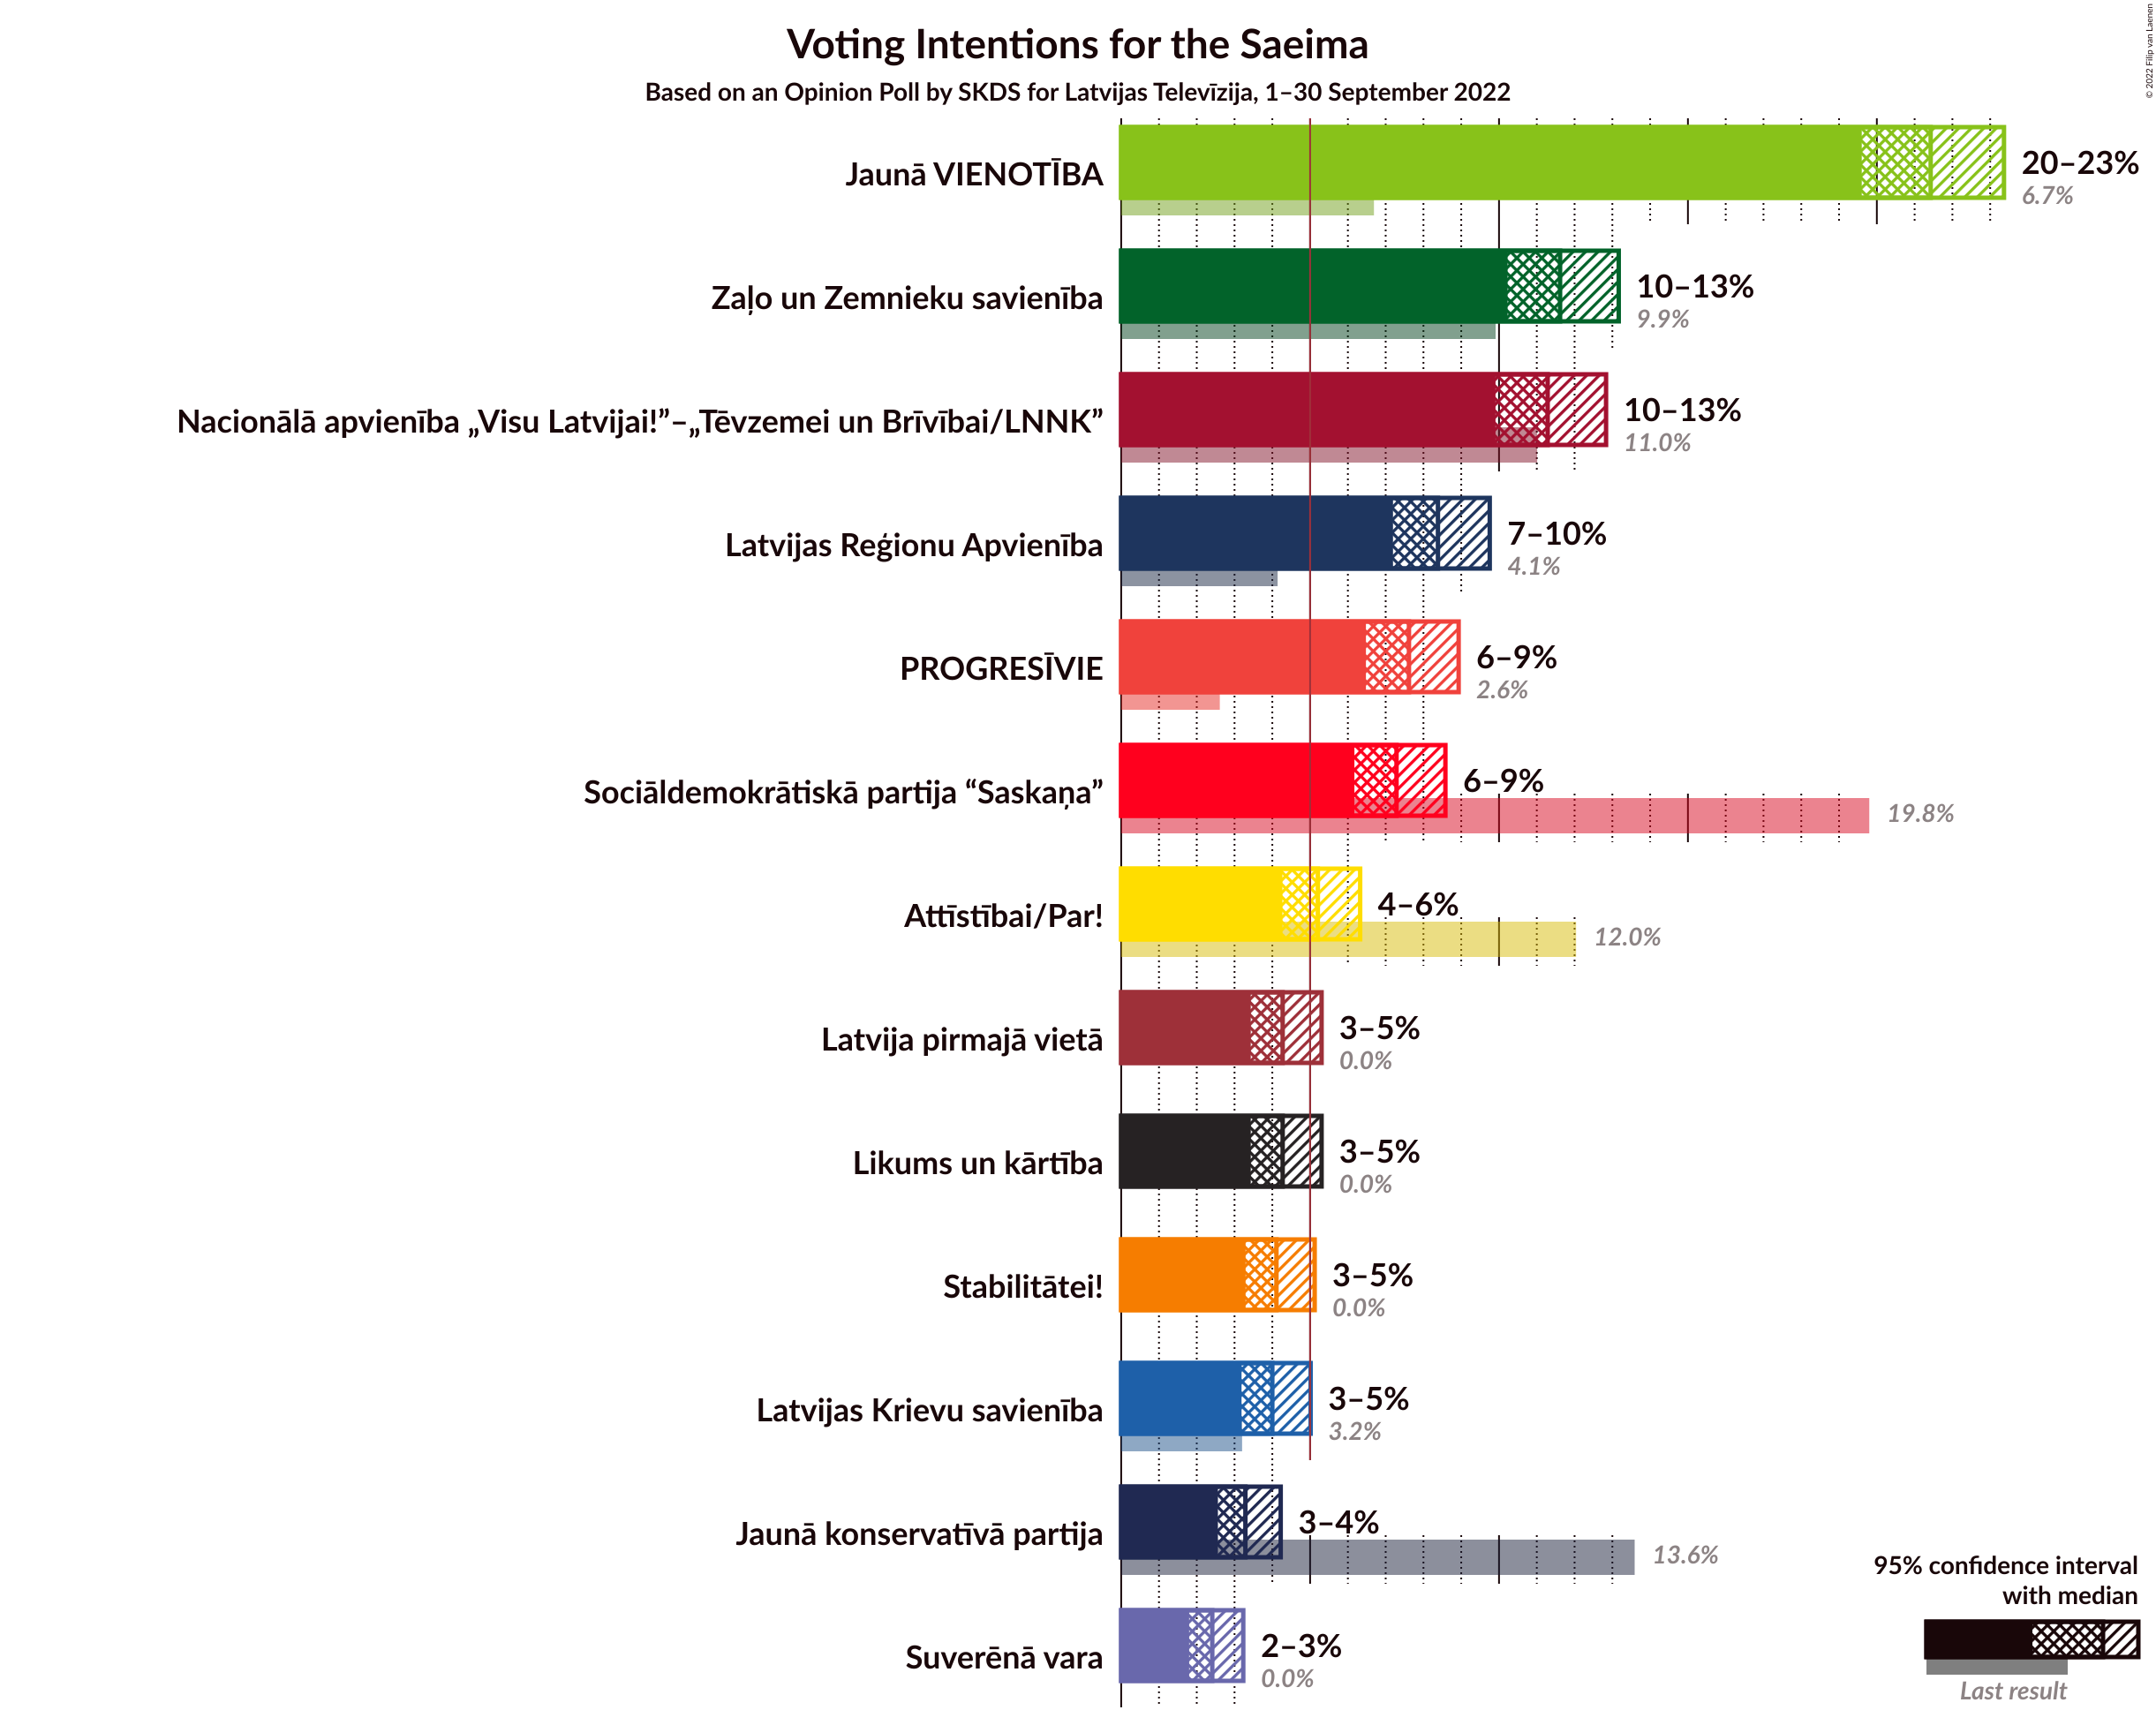 Voting Intentions for the Saeima
Based on an Opinion Poll by SKDS for Latvijas Televīzija, 1–30 September 2022
© 2022 Filip van Laenen
Jaunā VIENOTĪBA
20–23%
6.7%
Zaļo un Zemnieku savienība
10–13%
9.9%
Nacionālā apvienība „Visu Latvijai!”–„Tēvzemei un Brīvībai/LNNK”
10–13%
11.0%
Latvijas Reģionu Apvienība
7–10%
4.1%
PROGRESĪVIE
6–9%
2.6%
Sociāldemokrātiskā partija “Saskaņa”
6–9%
19.8%
Attīstībai/Par!
4–6%
12.0%
Latvija pirmajā vietā
3–5%
0.0%
Likums un kārtība
3–5%
0.0%
Stabilitātei!
3–5%
0.0%
Latvijas Krievu savienība
3–5%
3.2%
Jaunā konservatīvā partija
3–4%
13.6%
Suverēnā vara
2–3%
0.0%
95% confidence interval
with median
Last result